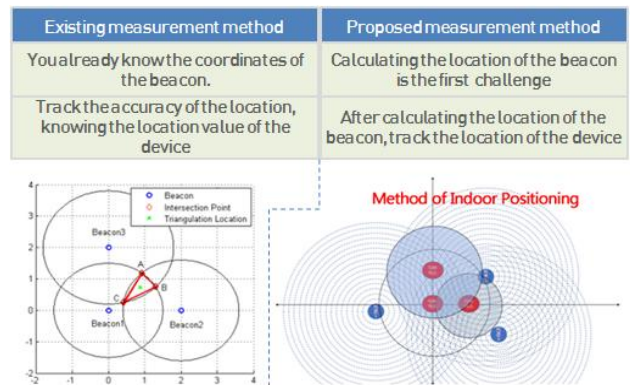 Existing measurement method
Proposed measurement method
You already know the coordinates of
the beacon.
Calculating the location of the beacon
is the first challenge
Track the accuracy of the location,
knowing the location value of the
device
After calculating the location of the
beacon, track the location of the device
4
3
2
1
0
-1
-2
-2
-1
0
1
2
3
4
Beacon
Intersection Point
Triangulation Location
Beacon3
A
B
C
Beacon1
Beacon2
Method of Indoor Positioning